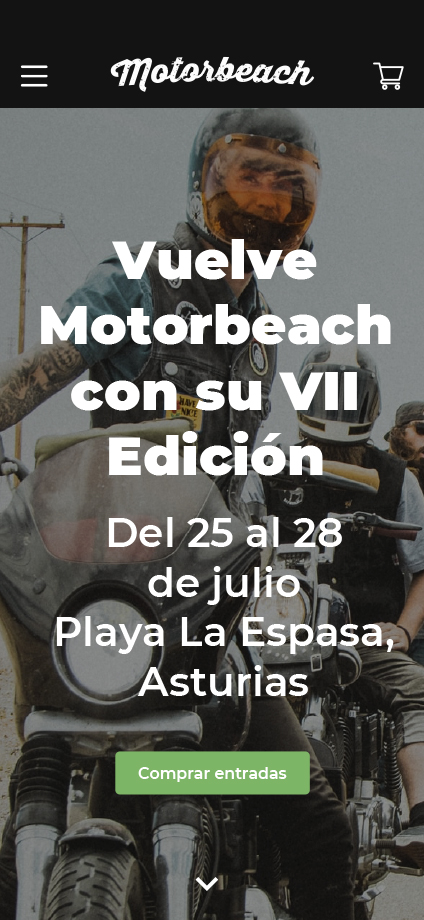 Motorbeach
Vuelve
Motorbeach
con su VII
Edición
Del 25 al 28
de julio
Playa La Espasa,
Asturias
Comprar entradas